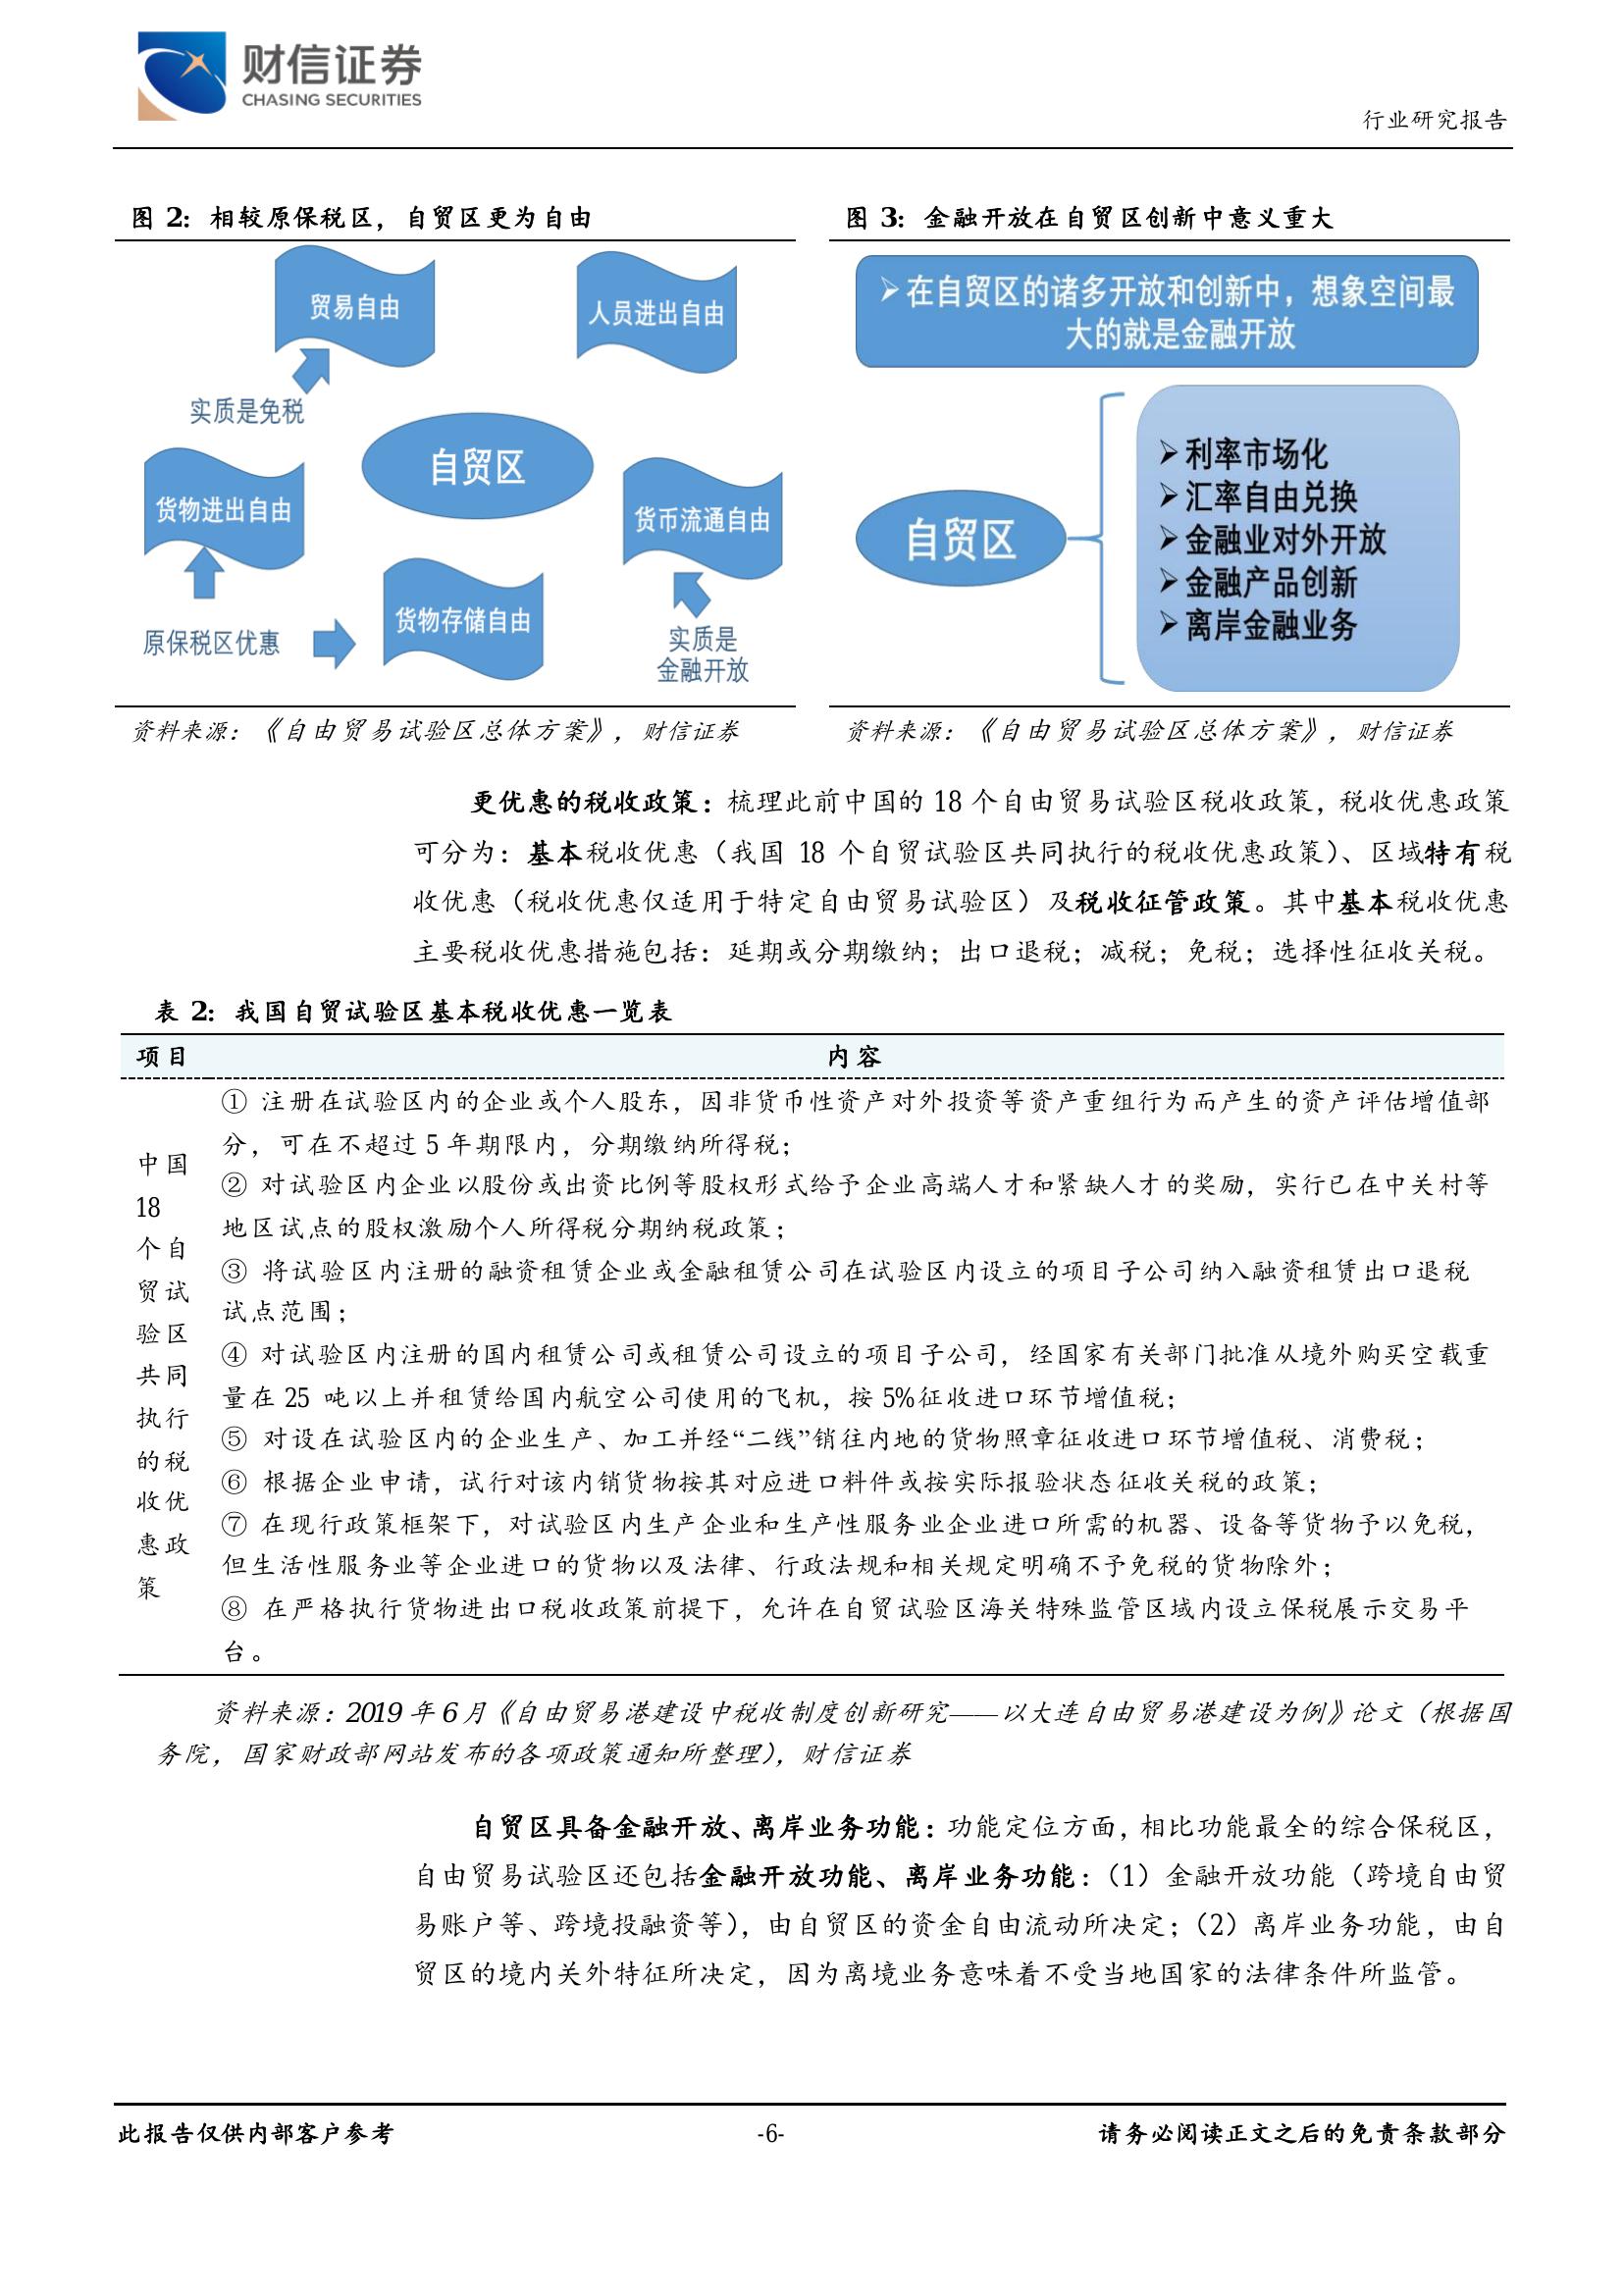 财信证券
CHASING SECURITIES
行业研究报告
图 2：相较原保税区，自贸区更为自由
贸易自由
人员进出自由
实质是免税
自贸区
货物进出自由
货币流通自由
货物存储自由
原保税区优惠
实质是
金融开放
资料来源：《自由贸易试验区总体方案》，财信证券
图 3：金融开放在自贸区创新中意义重大
➢在自贸区的诸多开放和创新中，想象空间最
大的就是金融开放
自贸区
➢利率市场化
➢汇率自由兑换
➢金融业对外开放
➢金融产品创新
➢离岸金融业务
资料来源：《自由贸易试验区总体方案》，财信证券
更优惠的税收政策：梳理此前中国的 18 个自由贸易试验区税收政策，税收优惠政策
可分为：基本税收优惠（我国 18 个自贸试验区共同执行的税收优惠政策）、区域特有税
收优惠（税收优惠仅适用于特定自由贸易试验区）及税收征管政策。其中基本税收优惠
主要税收优惠措施包括：延期或分期缴纳；出口退税；减税；免税；选择性征收关税。
表 2：我国自贸试验区基本税收优惠一览表
项目 内容
中国
18
个自
贸试
验区
共同
执行
的税
收优
惠政
策
① 注册在试验区内的企业或个人股东，因非货币性资产对外投资等资产重组行为而产生的资产评估增值部
分，可在不超过 5 年期限内，分期缴纳所得税；
② 对试验区内企业以股份或出资比例等股权形式给予企业高端人才和紧缺人才的奖励，实行已在中关村等
地区试点的股权激励个人所得税分期纳税政策；
③ 将试验区内注册的融资租赁企业或金融租赁公司在试验区内设立的项目子公司纳入融资租赁出口退税
试点范围；
④ 对试验区内注册的国内租赁公司或租赁公司设立的项目子公司，经国家有关部门批准从境外购买空载重
量在 25 吨以上并租赁给国内航空公司使用的飞机，按 5%征收进口环节增值税；
⑤ 对设在试验区内的企业生产、加工并经“二线”销往内地的货物照章征收进口环节增值税、消费税；
⑥ 根据企业申请，试行对该内销货物按其对应进口料件或按实际报验状态征收关税的政策；
⑦ 在现行政策框架下，对试验区内生产企业和生产性服务业企业进口所需的机器、设备等货物予以免税，
但生活性服务业等企业进口的货物以及法律、行政法规和相关规定明确不予免税的货物除外；
⑧ 在严格执行货物进出口税收政策前提下，允许在自贸试验区海关特殊监管区域内设立保税展示交易平
台。
资料来源：2019 年 6 月《自由贸易港建设中税收制度创新研究——以大连自由贸易港建设为例》论文（根据国
务院，国家财政部网站发布的各项政策通知所整理），财信证券
自贸区具备金融开放、离岸业务功能：功能定位方面，相比功能最全的综合保税区，
自由贸易试验区还包括金融开放功能、离岸业务功能：（1）金融开放功能（跨境自由贸
易账户等、跨境投融资等），由自贸区的资金自由流动所决定；（2）离岸业务功能，由自
贸区的境内关外特征所决定，因为离境业务意味着不受当地国家的法律条件所监管。
此报告仅供内部客户参考
-6-
请务必阅读正文之后的免责条款部分